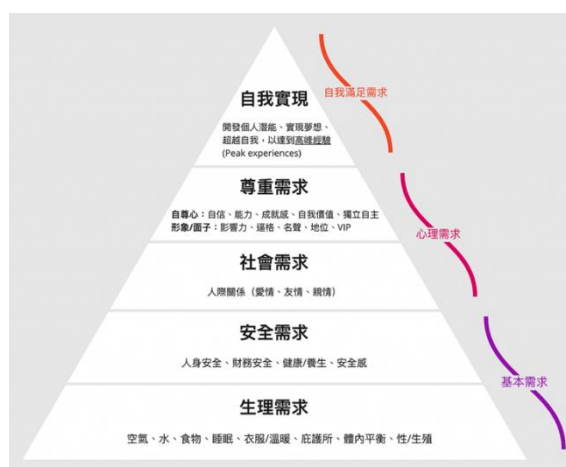 自我實現
開發個人潛能、實現夢想、
超越自我，以達到高峰經驗
(Peak experiences)
自我滿足需求
尊重需求
自尊心：自信、能力、成就感、自我價值、獨立自主
形象/面子：影響力、逼格、名聲、地位、VIP
心理需求
社會需求
人際關係（愛情、友情、親情）
安全需求
人身安全、財務安全、健康/養生、安全感
基本需求
生理需求
空氣、水、食物、睡眠、衣服/溫暖、庇護所、體內平衡、性/生殖